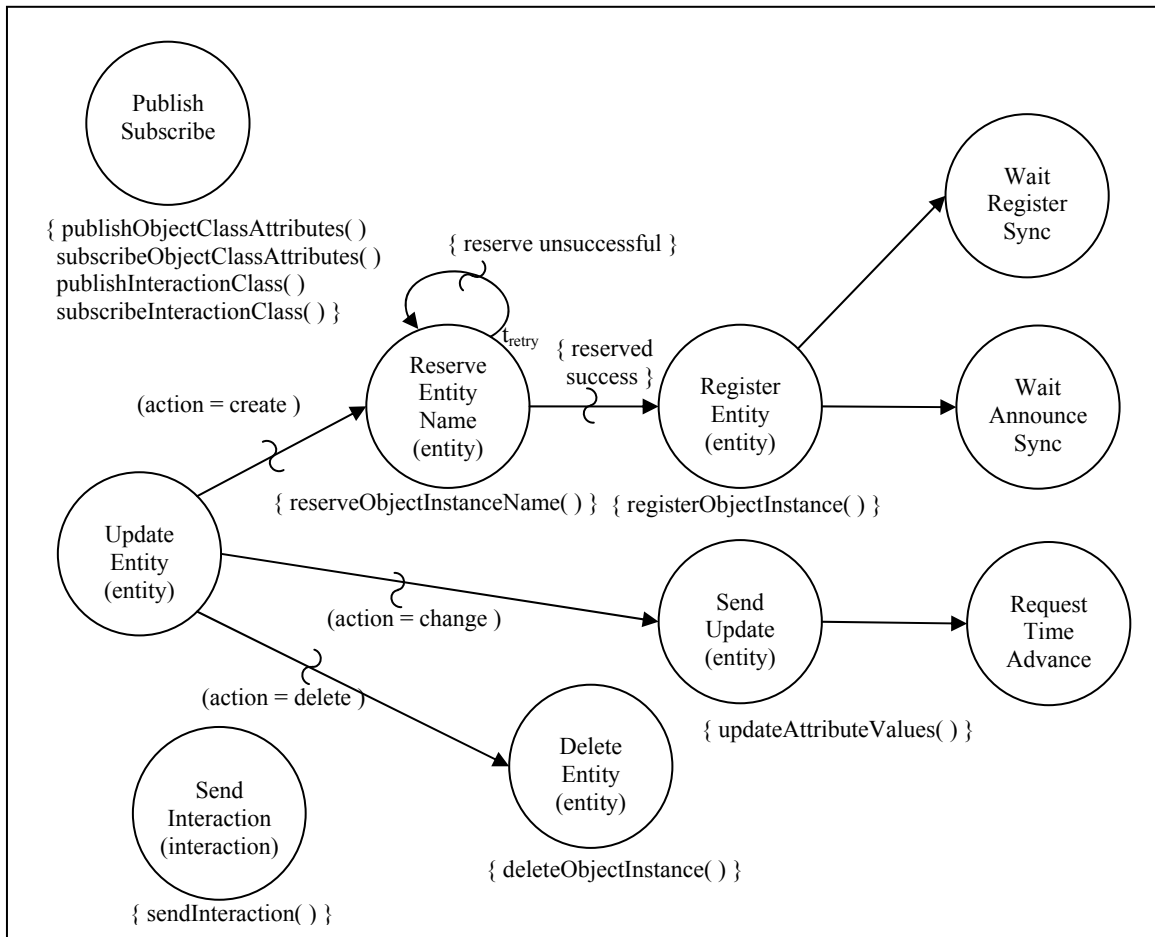 Publish
Subscribe
{ publishObjectClassAttributes( )
subscribeObjectClassAttributes( )
publishInteractionClass( )
subscribeInteractionClass( ) }
{ reserve unsuccessful }
t_retry
Reserve
Entity
Name
(entity)
{ reserveObjectInstanceName( ) }
{ reserved
success }
Register
Entity
(entity)
{ registerObjectInstance( ) }
Wait
Register
Sync
Wait
Announce
Sync
(action = create )
Update
Entity
(entity)
(action = change )
Send
Update
(entity)
{ updateAttributeValues( ) }
Request
Time
Advance
(action = delete )
Delete
Entity
(entity)
{ deleteObjectInstance( ) }
Send
Interaction
(interaction)
{ sendInteraction( ) }